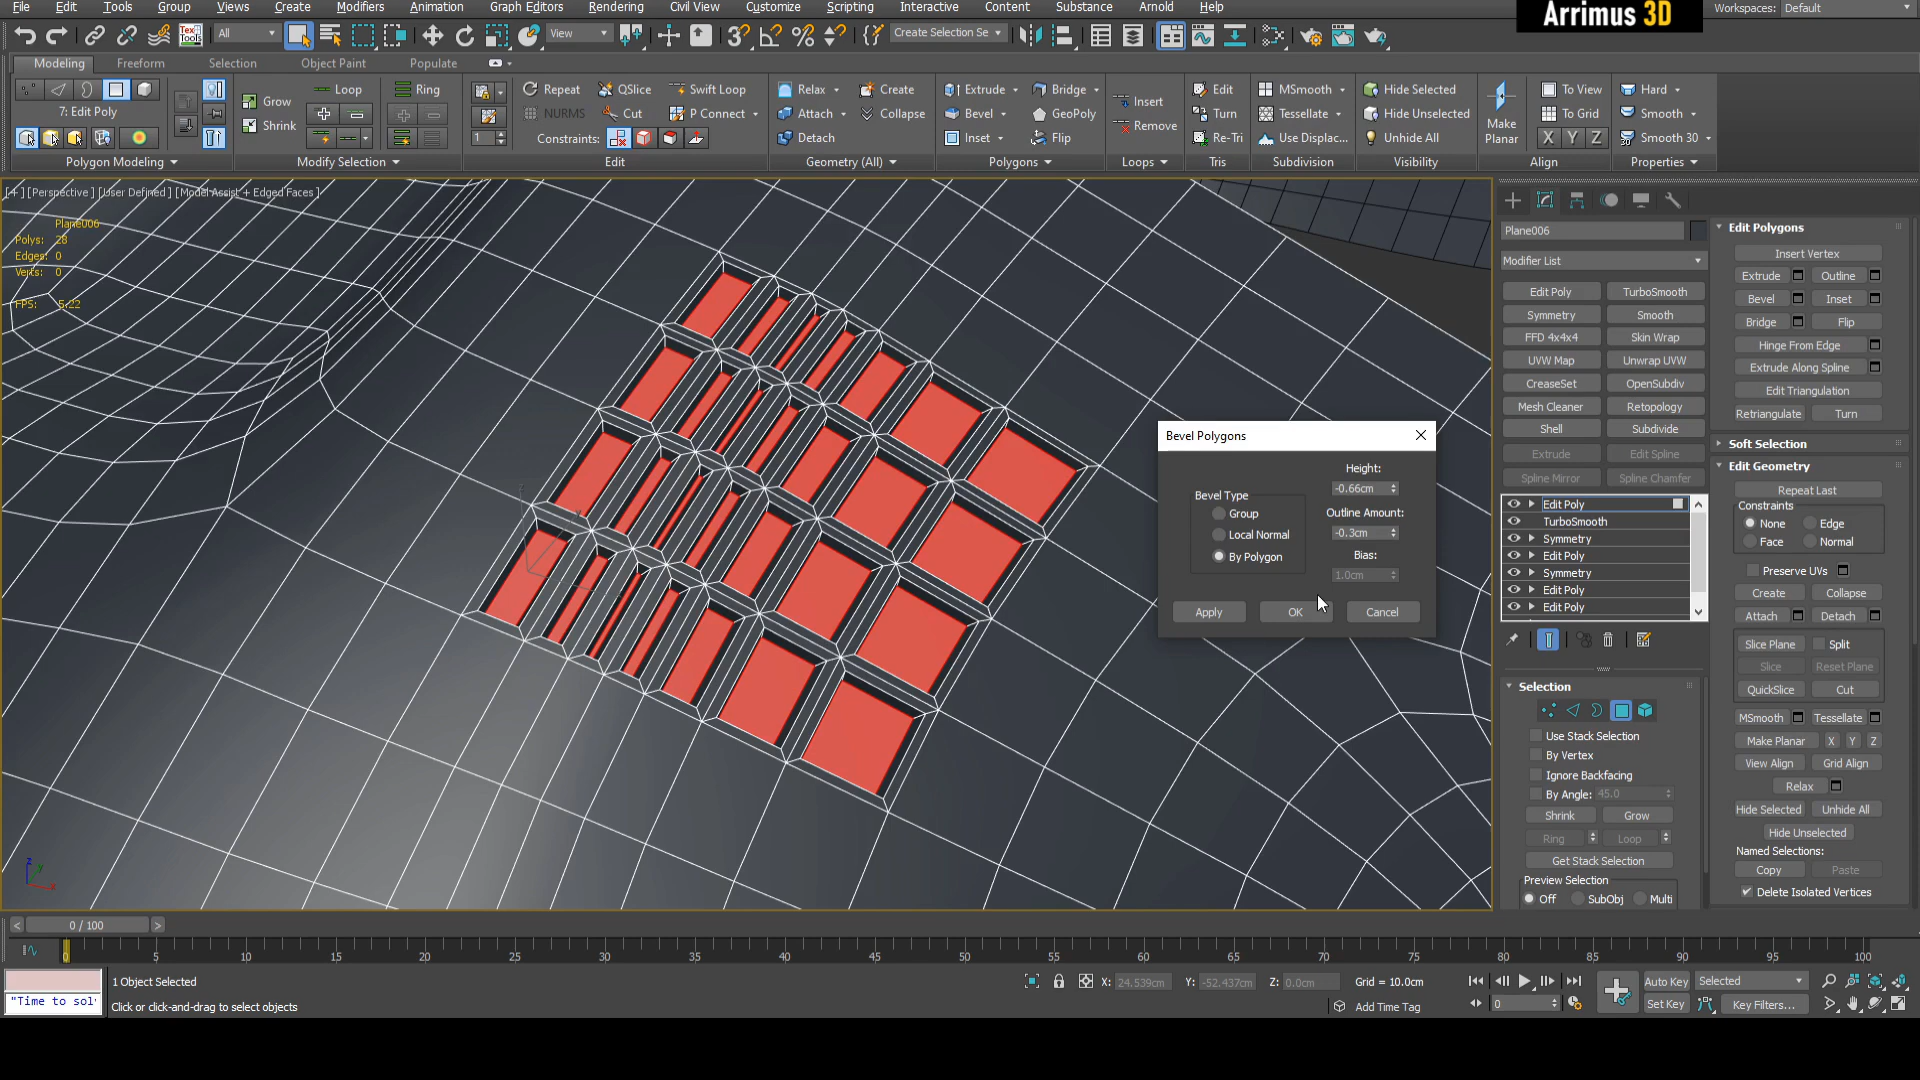 File Edit Tools Group Views Create Modifiers Animation Graph Editors Rendering Civil View Customize Scripting Interactive Content Substance Arnold Help
Arrimus 3D
Workspaces: Default
All
View
Create Selection Se
Modeling Freeform Selection Object Paint Populate
7: Edit Poly
Polygon Modeling
Grow
Shrink
Loop
Ring
Modify Selection
1
Repeat QSlice Swift Loop
NURMS Cut P Connect
Constraints:
Edit
Relax Create
Attach Collapse
Detach
Geometry (All)
Extrude Bridge
Bevel GeoPoly
Inset Flip
Polygons
Insert
Remove
Loops
Edit
Turn
Re-Tri
Tris
MSmooth
Tessellate
Use Displac...
Subdivision
Hide Selected
Hide Unselected
Unhide All
Visibility
Make
Planar
To View
To Grid
X Y Z
Align
Hard
Smooth
Smooth 30
Properties
[+] [Perspective] [User Defined] [Model Assist + Edged Faces]
Plane006
Polys: 28
Edges: 0
Verts: 0
FPS: 5.22
Bevel Polygons
Bevel Type
Group
Local Normal
By Polygon
Height:
-0.66cm
Outline Amount:
-0.3cm
Bias:
1.0cm
Apply OK Cancel
Plane006
Modifier List
Edit Poly TurboSmooth
Symmetry Smooth
FFD 4x4x4 Skin Wrap
UVW Map Unwrap UVW
CreaseSet OpenSubdiv
Mesh Cleaner Retopology
Shell Subdivide
Extrude Edit Spline
Spline Mirror Spline Chamfer
Edit Poly
TurboSmooth
Symmetry
Edit Poly
Symmetry
Edit Poly
Edit Poly
Selection
Use Stack Selection
By Vertex
Ignore Backfacing
By Angle: 45.0
Shrink Grow
Ring Loop
Get Stack Selection
Preview Selection
Off SubObj Multi
Edit Polygons
Insert Vertex
Extrude Outline
Bevel Inset
Bridge Flip
Hinge From Edge
Extrude Along Spline
Edit Triangulation
Retriangulate Turn
Soft Selection
Edit Geometry
Repeat Last
Constraints
None Edge
Face Normal
Preserve UVs
Create Collapse
Attach Detach
Slice Plane Split
Slice Reset Plane
QuickSlice Cut
MSmooth Tessellate
Make Planar X Y Z
View Align Grid Align
Relax
Hide Selected Unhide All
Hide Unselected
Named Selections:
Copy Paste
Delete Isolated Vertices
z
x
< 0 / 100 >
0 5 10 15 20 25 30 35 40 45 50 55 60 65 70 75 80 85 90 95 100
1 Object Selected
"Time to sol
Click or click-and-drag to select objects
X: 24.539cm Y: -52.437cm Z: 0.0cm Grid = 10.0cm
Add Time Tag
0
Auto Key Selected
Set Key Key Filters...